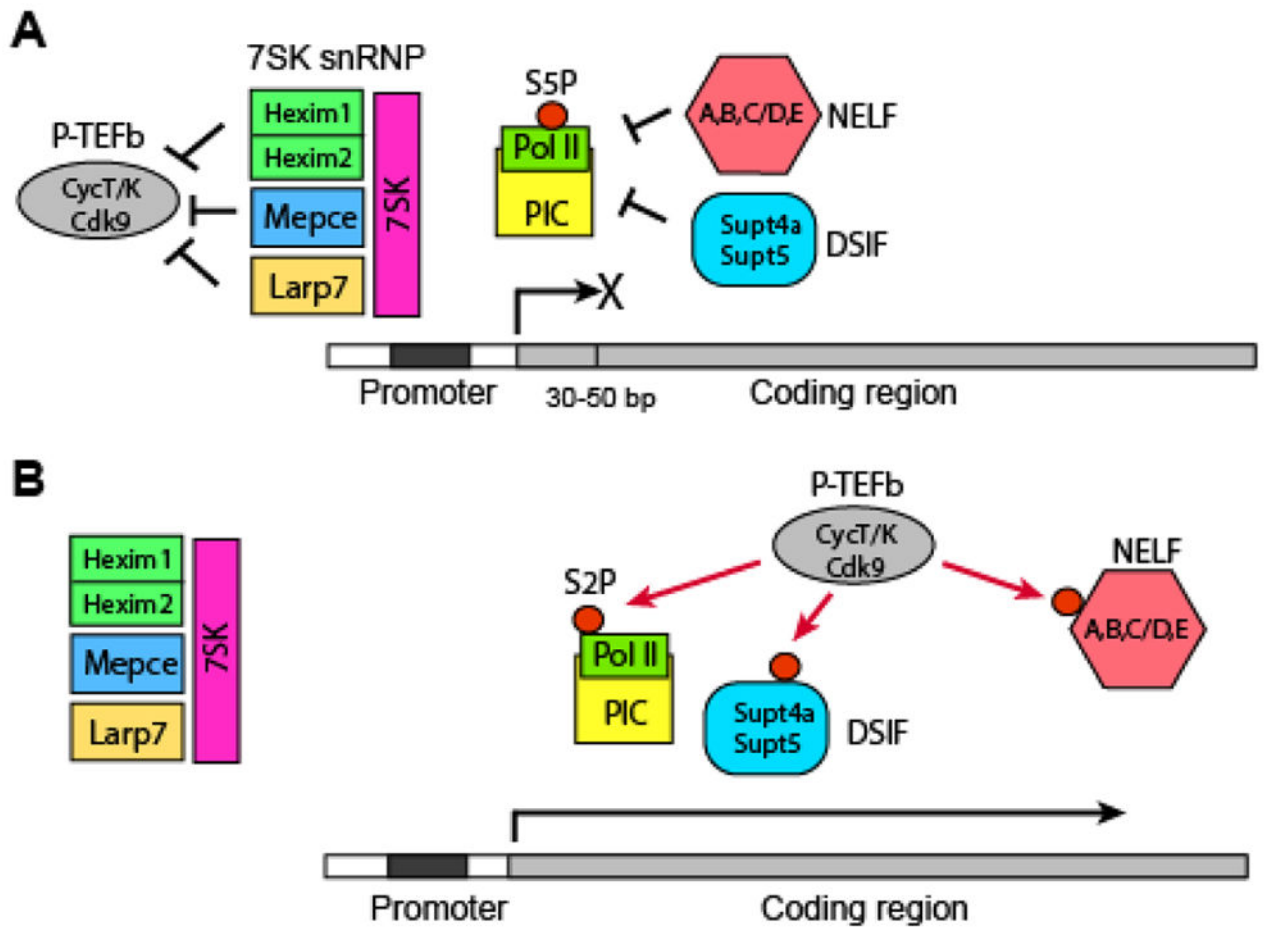 A
7SK snRNP
P-TEFb
CycT/K
Cdk9
Hexim1
Hexim2
Mepce
Larp7
7SK
S5P
Pol II
PIC
A,B,C/D,E
NELF
Supt4a
Supt5
DSIF
X
Promoter
30-50 bp
Coding region
B
Hexim1
Hexim2
Mepce
Larp7
7SK
P-TEFb
CycT/K
Cdk9
S2P
Pol II
PIC
Supt4a
Supt5
DSIF
NELF
A,B,C/D,E
Promoter
Coding region